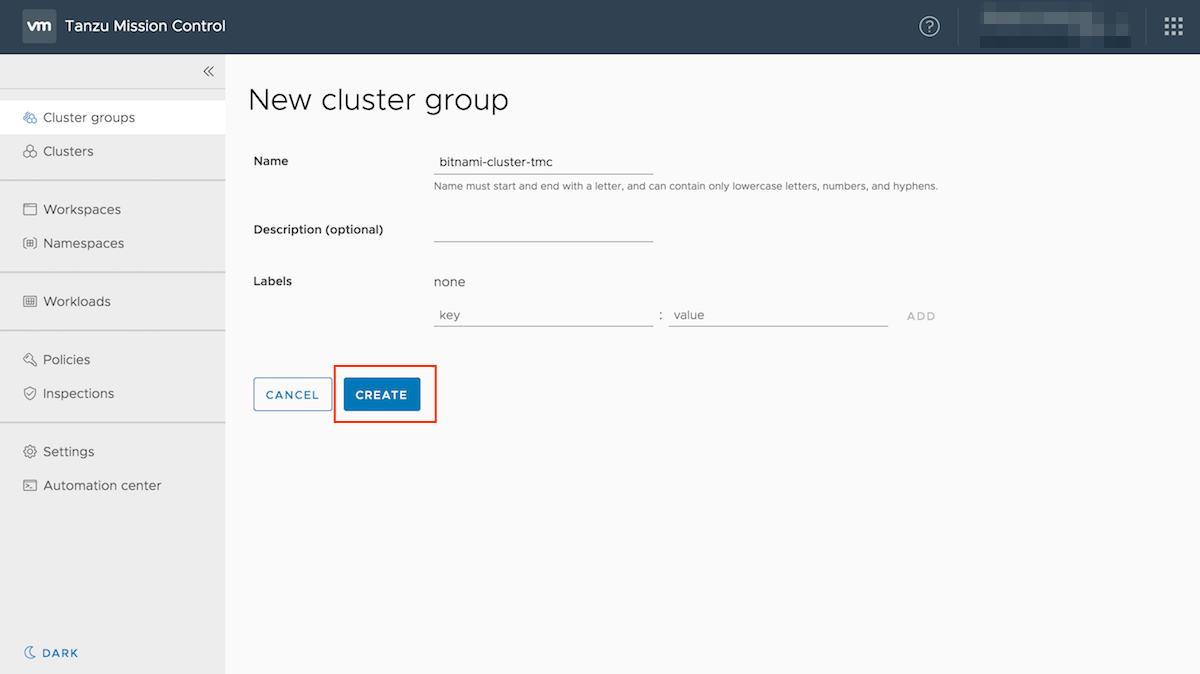 vm Tanzu Mission Control
?
Cluster groups
Clusters
Workspaces
Namespaces
Workloads
Policies
Inspections
Settings
Automation center
DARK
New cluster group
Name
bitnami-cluster-tmc
Name must start and end with a letter, and can contain only lowercase letters, numbers, and hyphens.
Description (optional)
Labels
none
key : value ADD
CANCEL CREATE